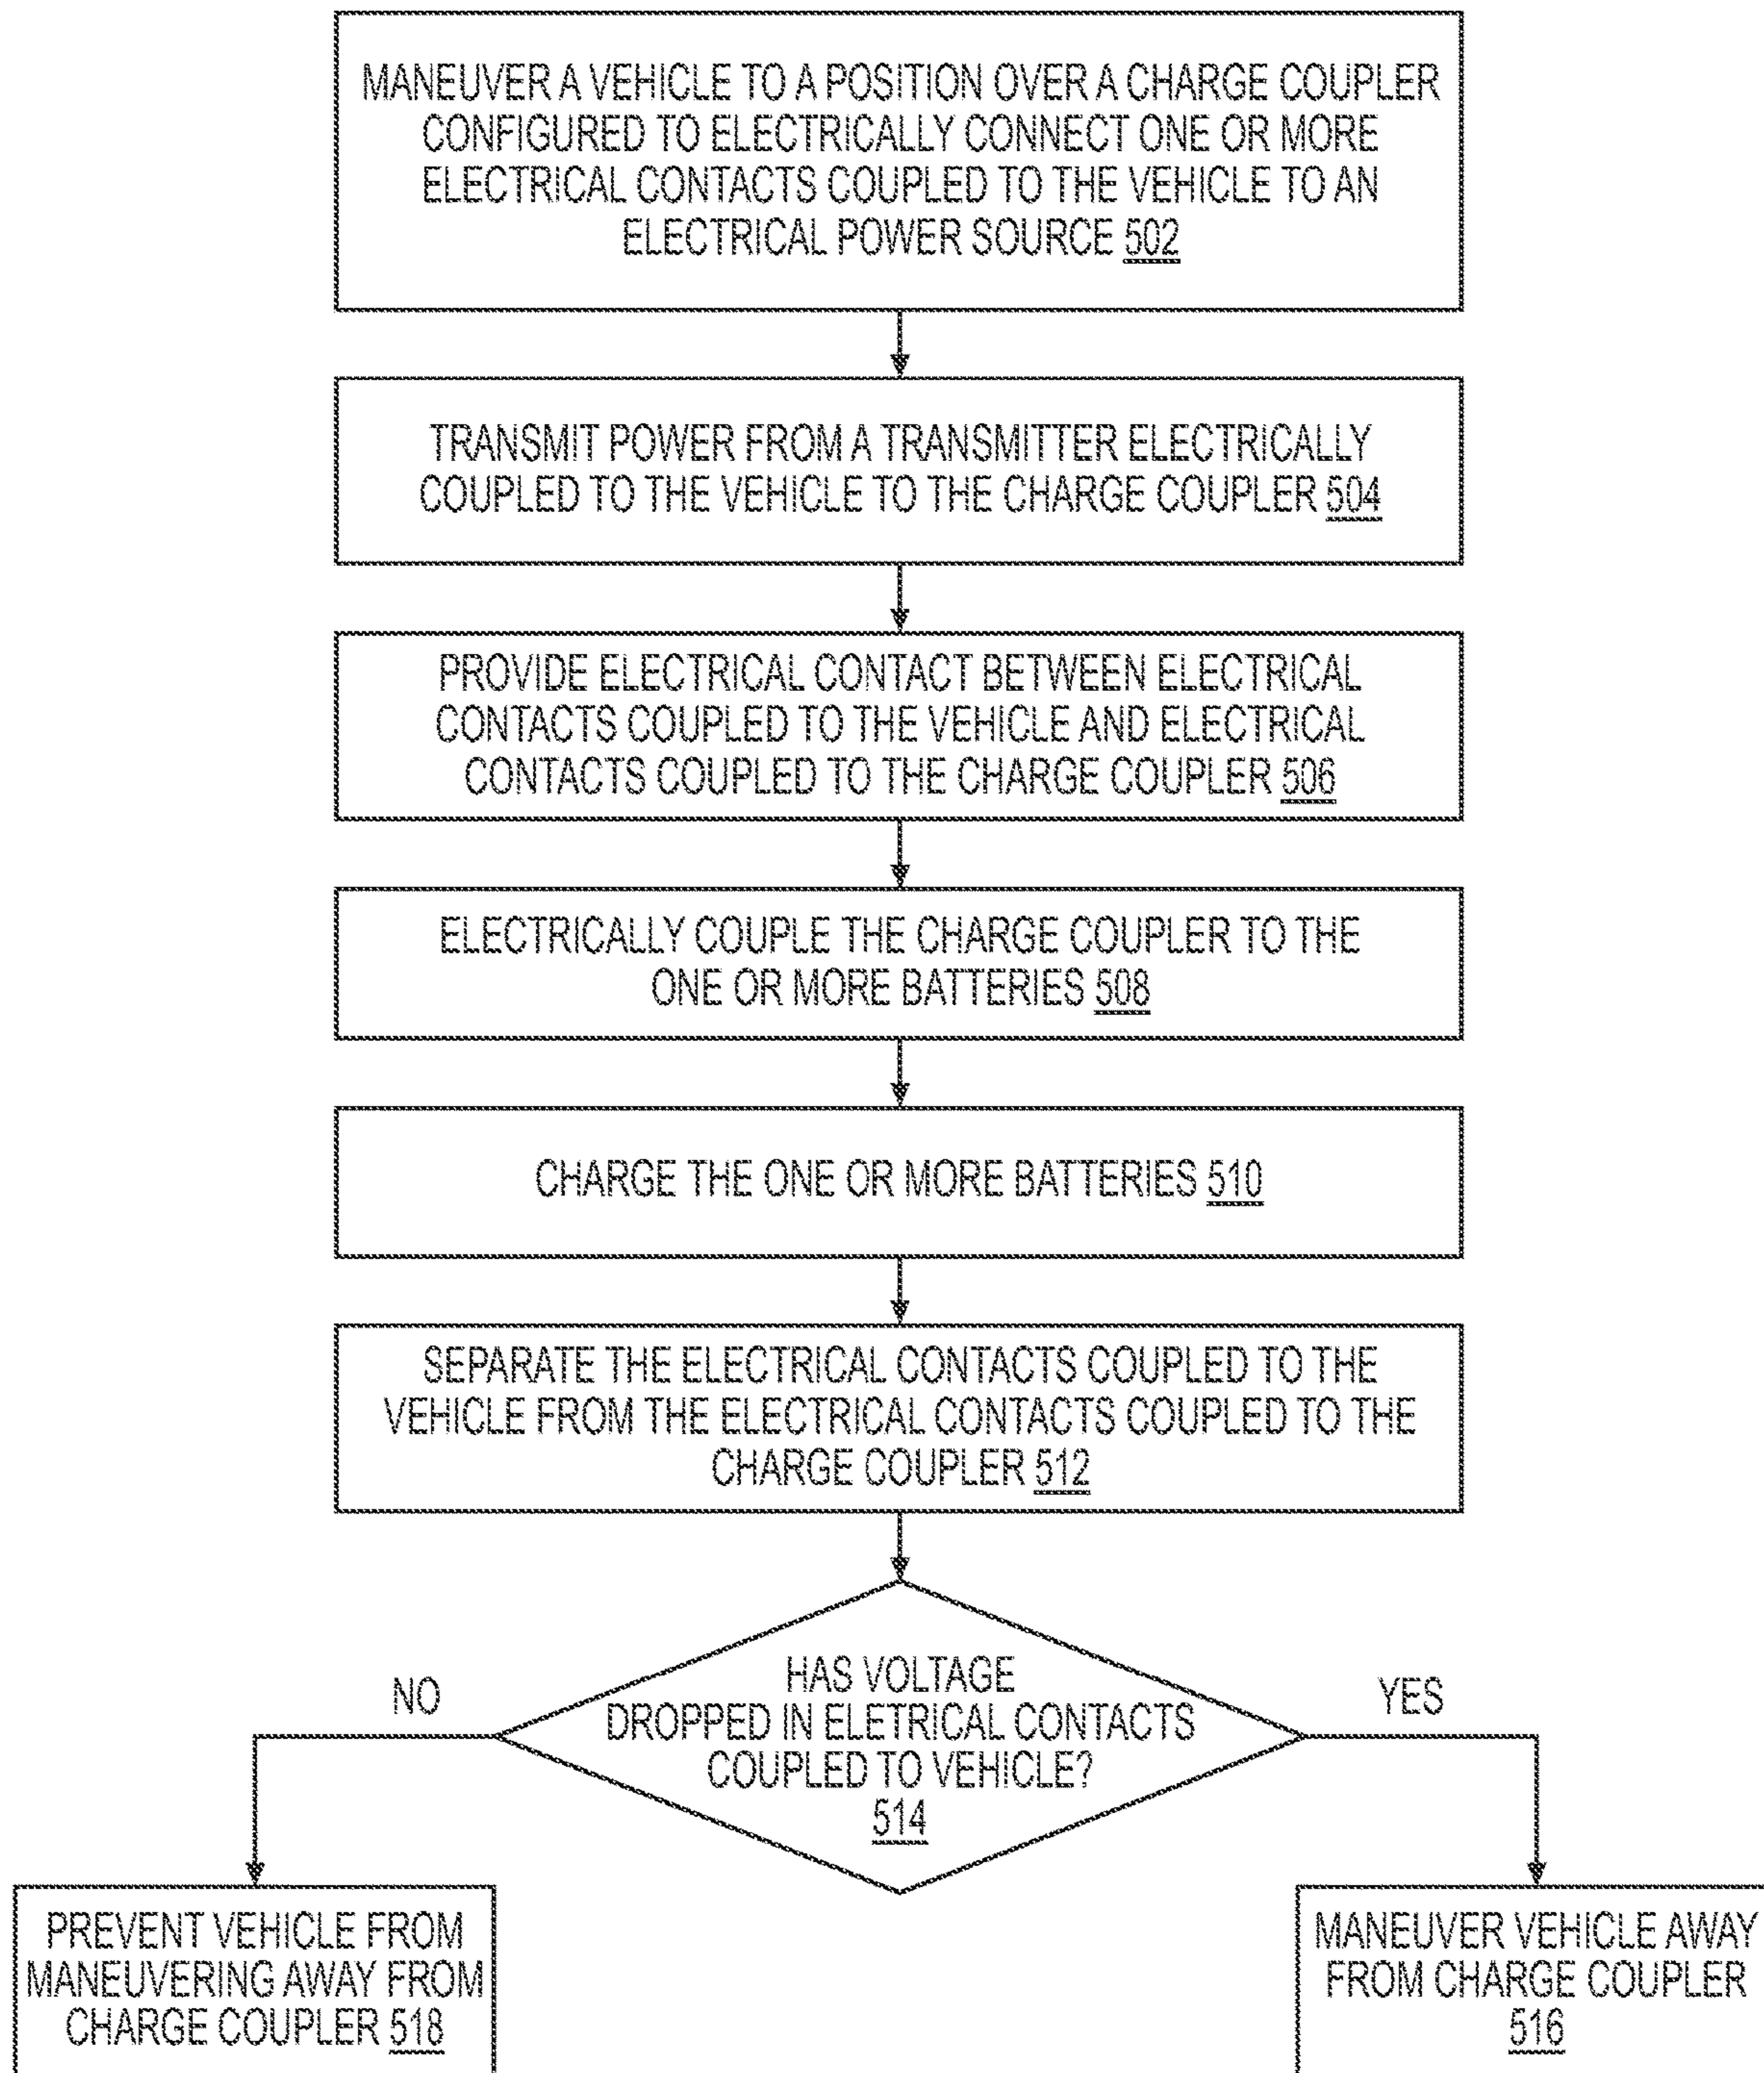 MANEUVER A VEHICLE TO A POSITION OVER A CHARGE COUPLER
CONFIGURED TO ELECTRICALLY CONNECT ONE OR MORE
ELECTRICAL CONTACTS COUPLED TO THE VEHICLE TO AN
ELECTRICAL POWER SOURCE 502
TRANSMIT POWER FROM A TRANSMITTER ELECTRICALLY
COUPLED TO THE VEHICLE TO THE CHARGE COUPLER 504
PROVIDE ELECTRICAL CONTACT BETWEEN ELECTRICAL
CONTACTS COUPLED TO THE VEHICLE AND ELECTRICAL
CONTACTS COUPLED TO THE CHARGE COUPLER 506
ELECTRICALLY COUPLE THE CHARGE COUPLER TO THE
ONE OR MORE BATTERIES 508
CHARGE THE ONE OR MORE BATTERIES 510
SEPARATE THE ELECTRICAL CONTACTS COUPLED TO THE
VEHICLE FROM THE ELECTRICAL CONTACTS COUPLED TO THE
CHARGE COUPLER 512
HAS VOLTAGE
DROPPED IN ELETRICAL CONTACTS
COUPLED TO VEHICLE?
514
NO
YES
PREVENT VEHICLE FROM
MANEUVERING AWAY FROM
CHARGE COUPLER 518
MANEUVER VEHICLE AWAY
FROM CHARGE COUPLER
516